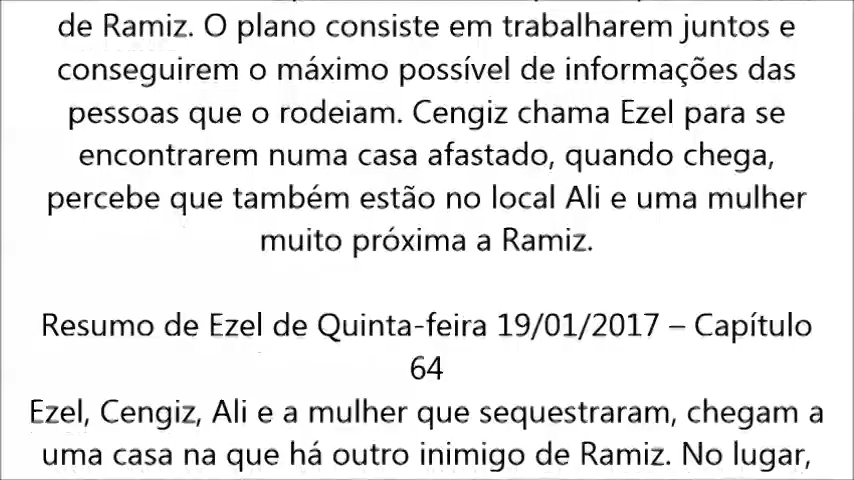 de Ramiz. O plano consiste em trabalharem juntos e
conseguirem o máximo possível de informações das
pessoas que o rodeiam. Cengiz chama Ezel para se
encontrarem numa casa afastado, quando chega,
percebe que também estão no local Ali e uma mulher
muito próxima a Ramiz.
Resumo de Ezel de Quinta-feira 19/01/2017 – Capítulo
64
Ezel, Cengiz, Ali e a mulher que sequestraram, chegam a
uma casa na que há outro inimigo de Ramiz. No lugar,